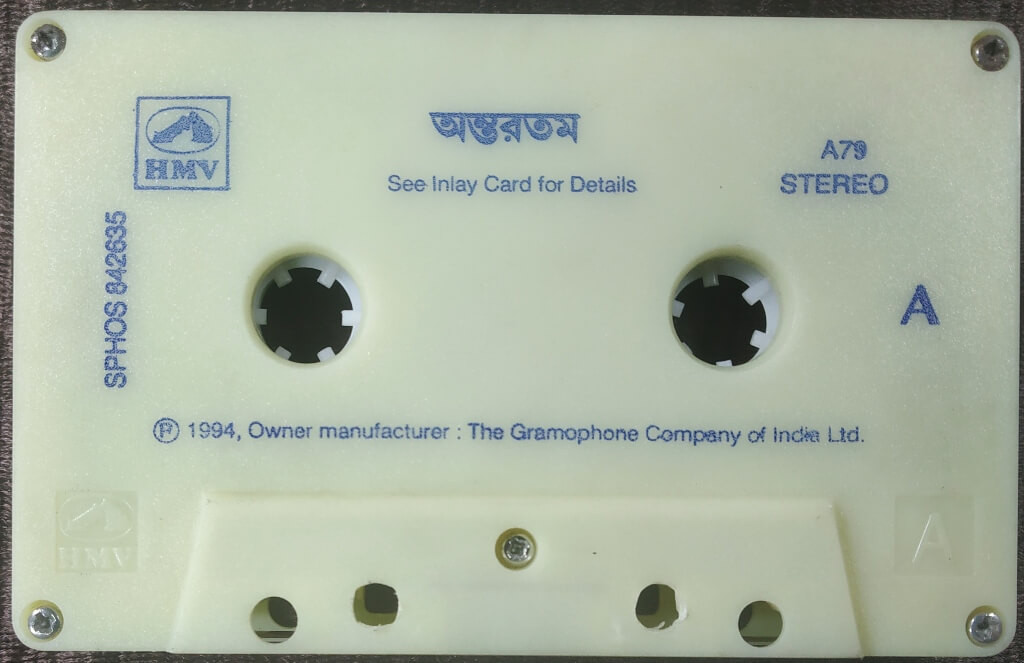 HMV
অন্তরতম
See Inlay Card for Details
A79
STEREO
SPHOS 842635
A
Ⓟ 1994, Owner manufacturer : The Gramophone Company of India Ltd.
HMV
A